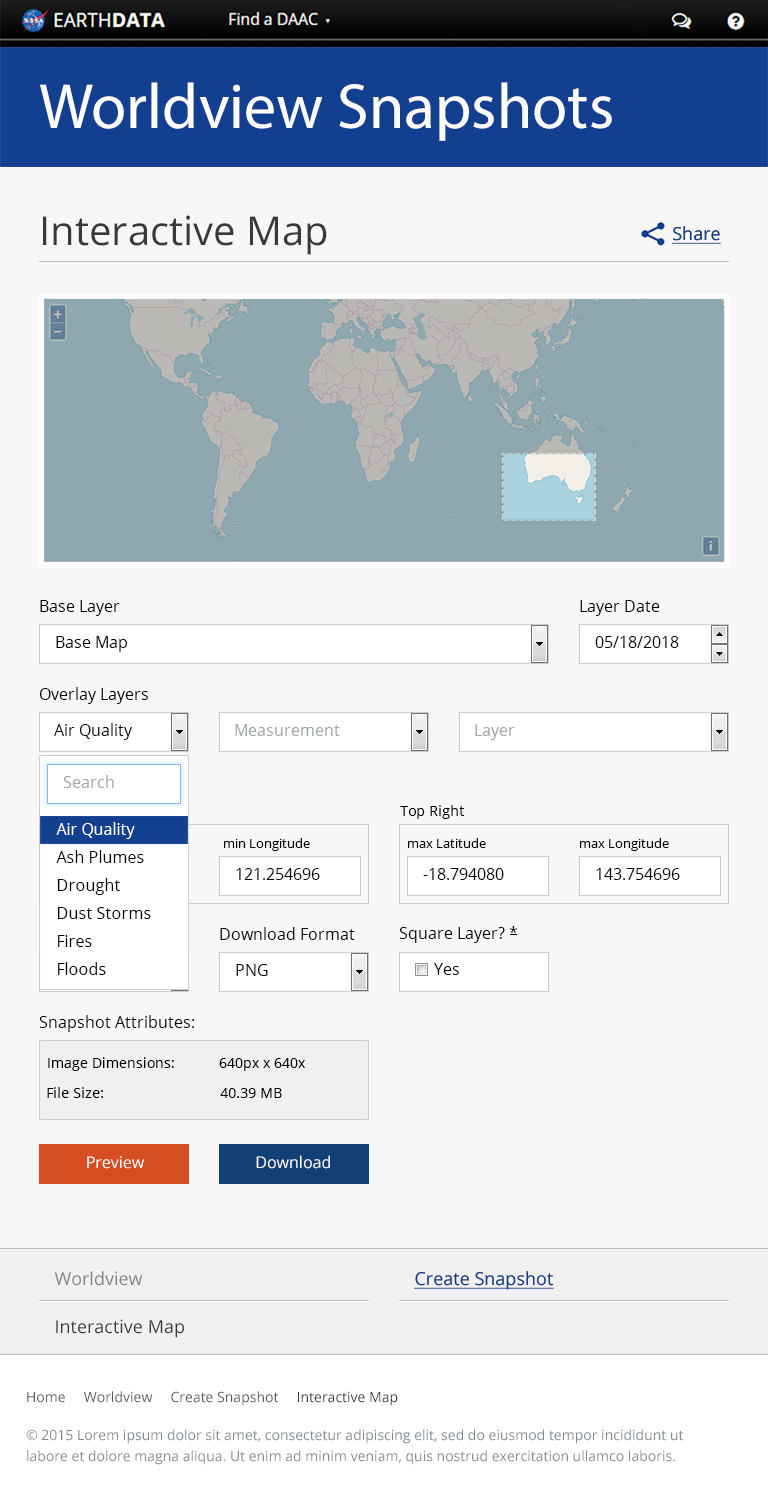 NASA EARTHDATA
Find a DAAC
?
Worldview Snapshots
Interactive Map
Share
+
−
i
Base Layer
Layer Date
Base Map
05/18/2018
Overlay Layers
Air Quality
Measurement
Layer
Search
Air Quality
Ash Plumes
Drought
Dust Storms
Fires
Floods
Top Right
min Longitude
max Latitude
max Longitude
121.254696
-18.794080
143.754696
Download Format
Square Layer? *
PNG
Yes
Snapshot Attributes:
Image Dimensions: 640px x 640x
File Size: 40.39 MB
Preview
Download
Worldview
Create Snapshot
Interactive Map
Home Worldview Create Snapshot Interactive Map
© 2015 Lorem ipsum dolor sit amet, consectetur adipiscing elit, sed do eiusmod tempor incididunt ut
labore et dolore magna aliqua. Ut enim ad minim veniam, quis nostrud exercitation ullamco laboris.